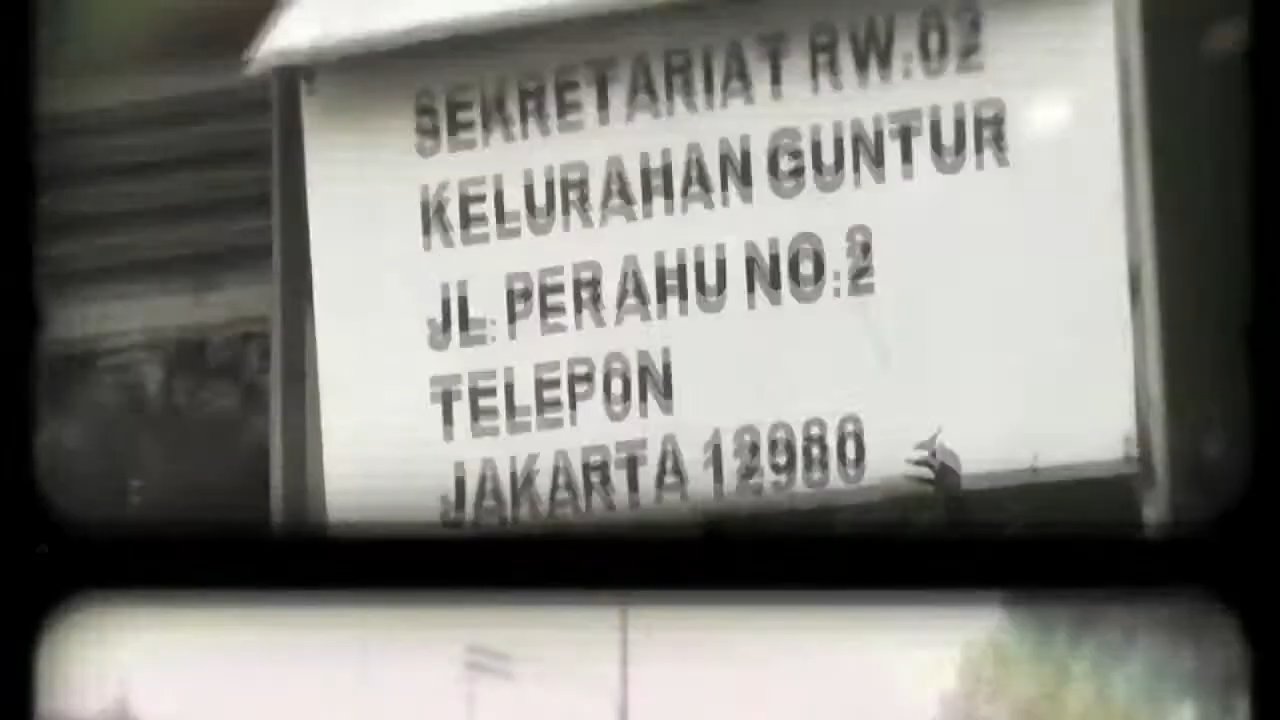 SEKRETARIAT RW.02
KELURAHAN GUNTUR
JL. PERAHU NO.2
TELEPON
JAKARTA 12980